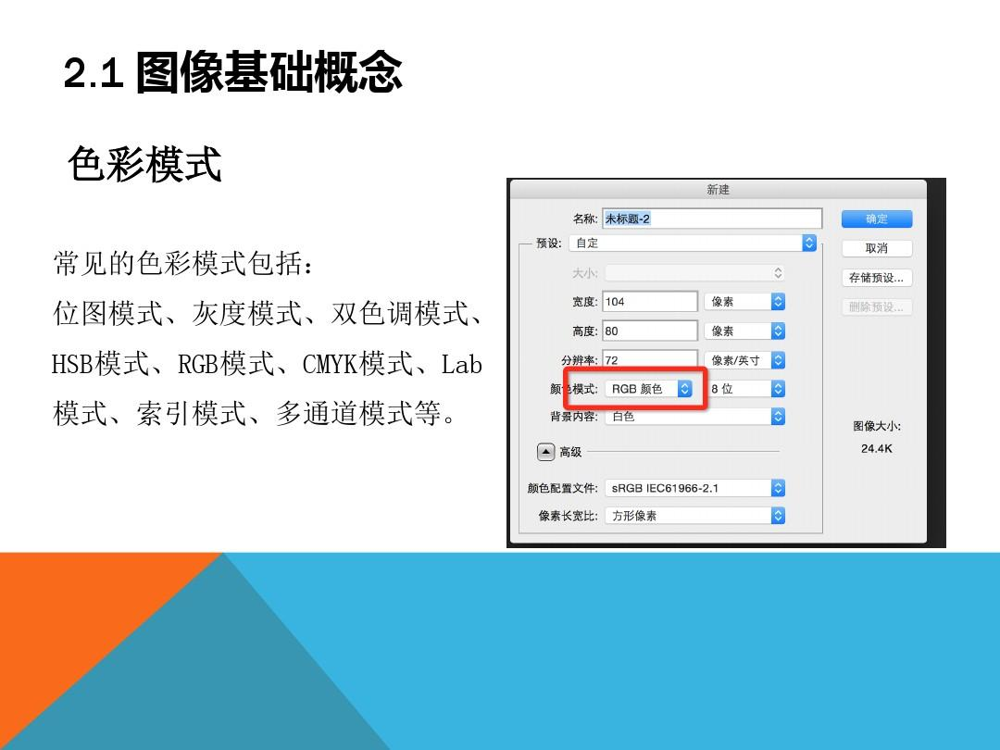 2.1 图像基础概念
色彩模式
常见的色彩模式包括：
位图模式、灰度模式、双色调模式、
HSB模式、RGB模式、CMYK模式、Lab
模式、索引模式、多通道模式等。
新建
名称: 未标题-2
确定
预设: 自定
取消
大小:
存储预设...
宽度: 104 像素
删除预设...
高度: 80 像素
分辨率: 72 像素/英寸
颜色模式: RGB 颜色 8 位
背景内容: 白色
图像大小:
24.4K
高级
颜色配置文件: sRGB IEC61966-2.1
像素长宽比: 方形像素